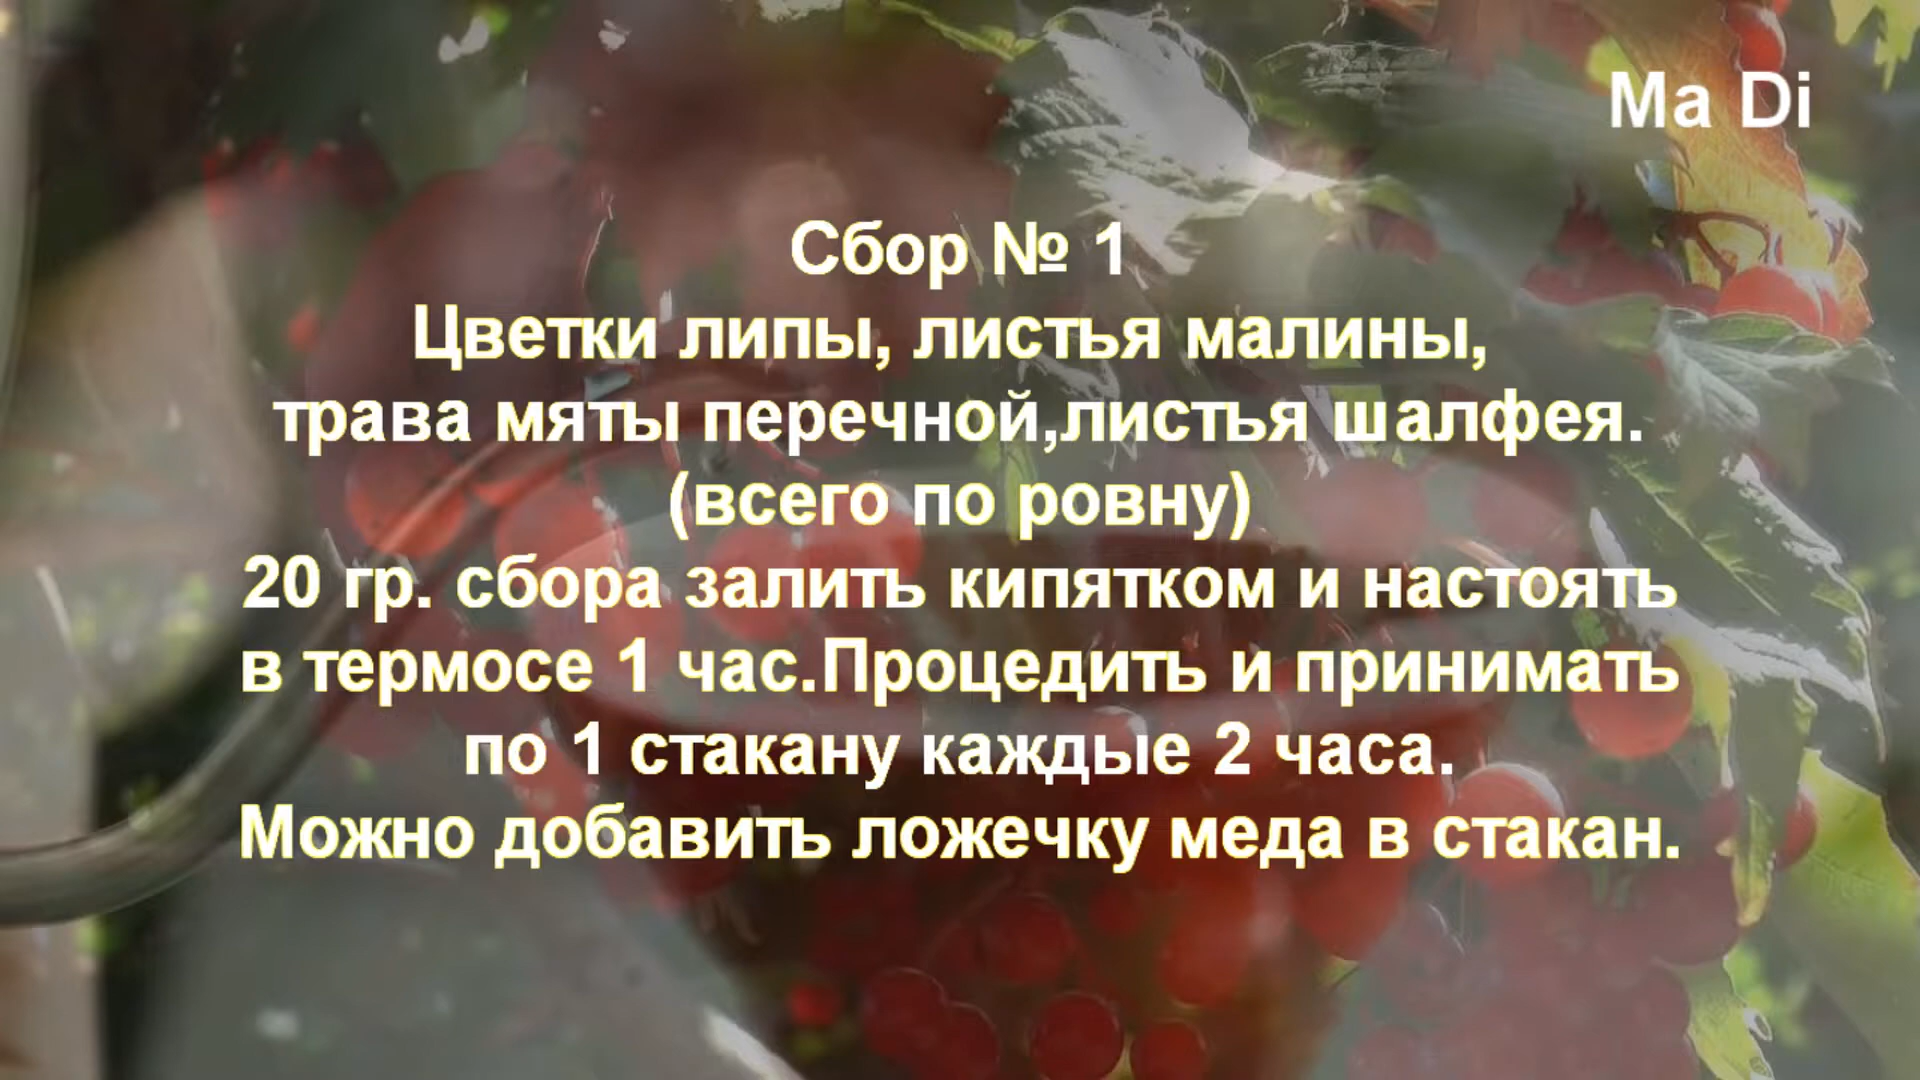 Ma Di
Сбор № 1
Цветки липы, листья малины,
трава мяты перечной,листья шалфея.
(всего по ровну)
20 гр. сбора залить кипятком и настоять
в термосе 1 час.Процедить и принимать
по 1 стакану каждые 2 часа.
Можно добавить ложечку меда в стакан.